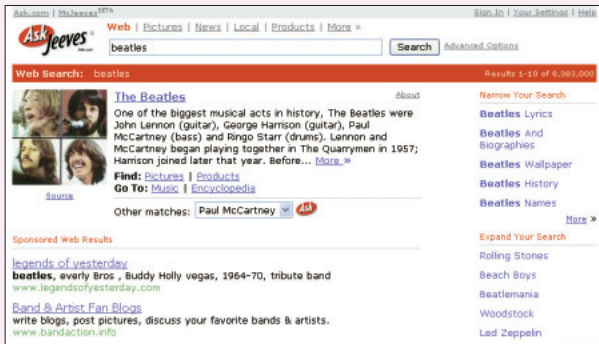 Ask.com | MyJeeves BETA
Sign In | Your Settings | Help
Ask Jeeves
Web | Pictures | News | Local | Products | More »
beatles
Search
Advanced Options
Web Search: beatles
Results 1-10 of 8,383,000
The Beatles
About
One of the biggest musical acts in history, The Beatles were
John Lennon (guitar), George Harrison (guitar), Paul
McCartney (bass) and Ringo Starr (drums). Lennon and
McCartney began playing together in The Quarrymen in 1957;
Harrison joined later that year. Before... More »
Find: Pictures | Products
Go To: Music | Encyclopedia
Source
Other matches: Paul McCartney Ask
Sponsored Web Results
legends of yesterday
beatles, everly Bros , Buddy Holly vegas, 1964-70, tribute band
www.legendsofyesterday.com
Band & Artist Fan Blogs
write blogs, post pictures, discuss your favorite bands & artists.
www.bandaction.info
Narrow Your Search
Beatles Lyrics
Beatles And
Biographies
Beatles Wallpaper
Beatles History
Beatles Names
More »
Expand Your Search
Rolling Stones
Beach Boys
Beatlemania
Woodstock
Led Zeppelin